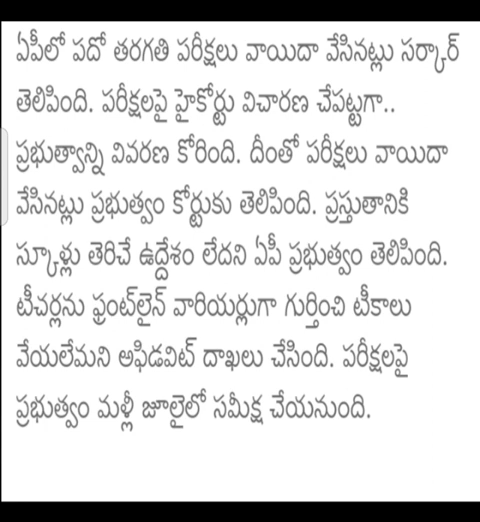 ఏపీలో పదో తరగతి పరీక్షలు వాయిదా వేసినట్లు సర్కార్
తెలిపింది. పరీక్షలపై హైకోర్టు విచారణ చేపట్టగా..
ప్రభుత్వాన్ని వివరణ కోరింది. దీంతో పరీక్షలు వాయిదా
వేసినట్లు ప్రభుత్వం కోర్టుకు తెలిపింది. ప్రస్తుతానికి
స్కూళ్లు తెరిచే ఉద్దేశం లేదని ఏపీ ప్రభుత్వం తెలిపింది.
టీచర్లను ఫ్రంట్‌లైన్ వారియర్లుగా గుర్తించి టీకాలు
వేయలేమని అఫిడవిట్ దాఖలు చేసింది. పరీక్షలపై
ప్రభుత్వం మళ్లీ జూలైలో సమీక్ష చేయనుంది.